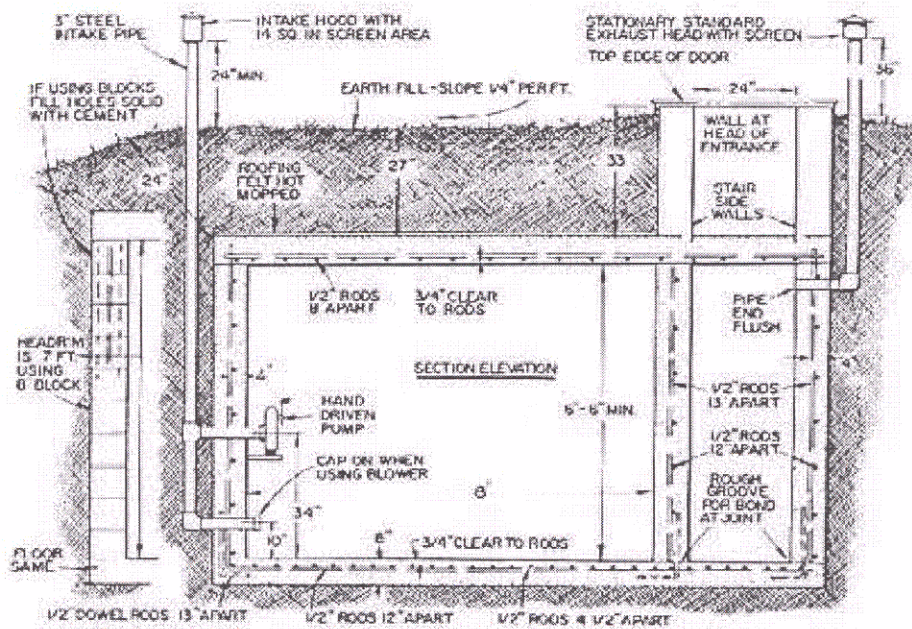 3" STEEL
INTAKE PIPE
INTAKE HOOD WITH
14 SQ. IN SCREEN AREA
STATIONARY STANDARD
EXHAUST HEAD WITH SCREEN
TOP EDGE OF DOOR
IF USING BLOCKS
FILL HOLES SOLID
WITH CEMENT
24" MIN.
EARTH FILL - SLOPE 1/4" PER FT.
24"
36"
WALL AT
HEAD OF
ENTRANCE
24"
ROOFING
FELT NOT
MOPPED
27"
33
STAIR
SIDE
WALLS
1/2" RODS
8" APART
3/4" CLEAR
TO RODS
PIPE
END
FLUSH
HEADRM
IS 7 FT.
USING
8" BLOCK
SECTION ELEVATION
HAND
DRIVEN
PUMP
6'-6" MIN.
1/2" RODS
13" APART
1/2" RODS
12" APART
CAP ON WHEN
USING BLOWER
8'
ROUGH
GROOVE
FOR BOND
AT JOINT
34"
10"
8"
3/4" CLEAR TO RODS
FLOOR
SAME
1/2" DOWEL RODS 13" APART
1/2" RODS 12" APART
1/2" RODS 4 1/2" APART